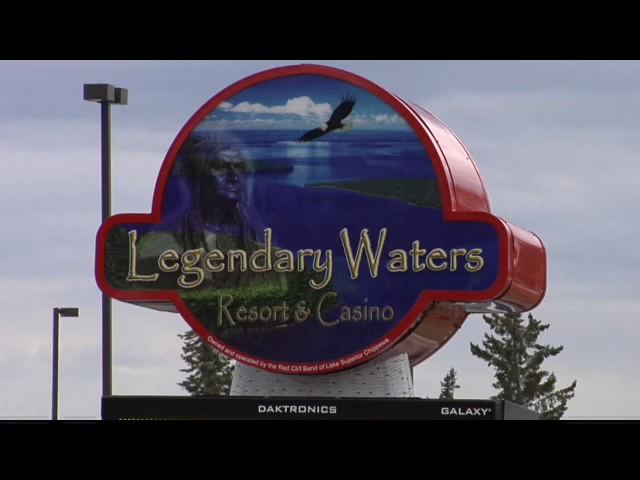 Legendary Waters
Resort & Casino
Owned and operated by the Red Cliff Band of Lake Superior Chippewa
DAKTRONICS GALAXY